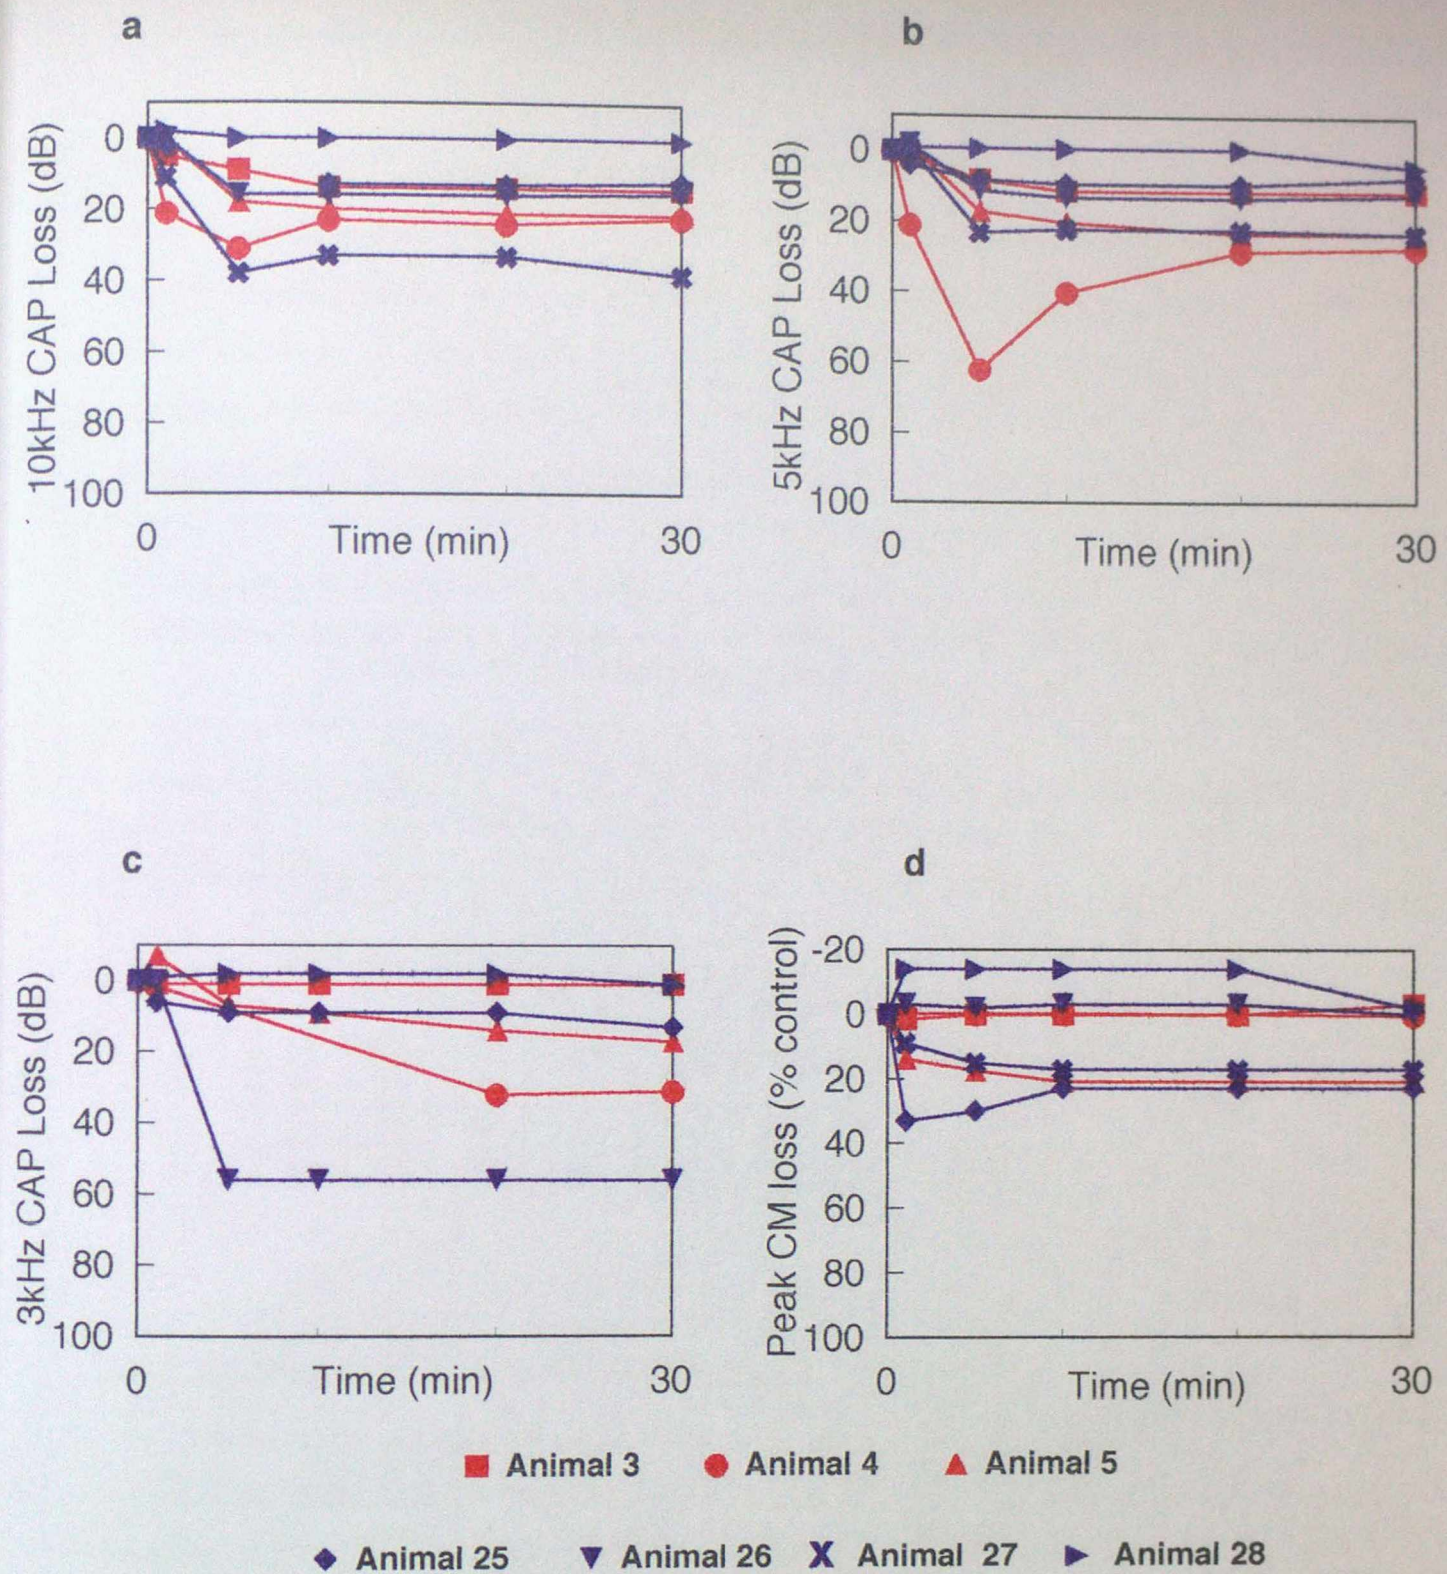 a
10kHz CAP Loss (dB)
0
20
40
60
80
100
0
Time (min)
30
b
5kHz CAP Loss (dB)
0
20
40
60
80
100
0
Time (min)
30
c
3kHz CAP Loss (dB)
0
20
40
60
80
100
0
Time (min)
30
d
Peak CM loss (% control)
-20
0
20
40
60
80
100
0
Time (min)
30
Animal 3 Animal 4 Animal 5
Animal 25 Animal 26 Animal 27 Animal 28